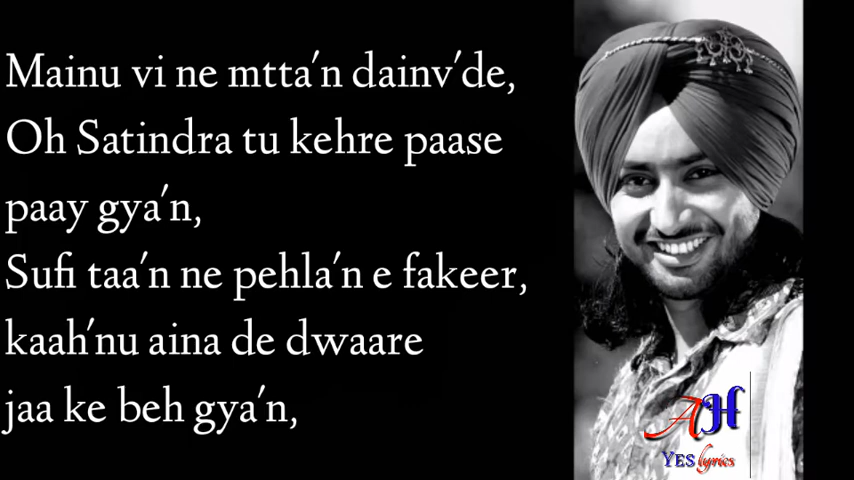 Mainu vi ne mtta'n dainv'de,
Oh Satindra tu kehre paase
paay gya'n,
Sufi taa'n ne pehla'n e fakeer,
kaah'nu aina de dwaare
jaa ke beh gya'n,
AH
YES lyrics